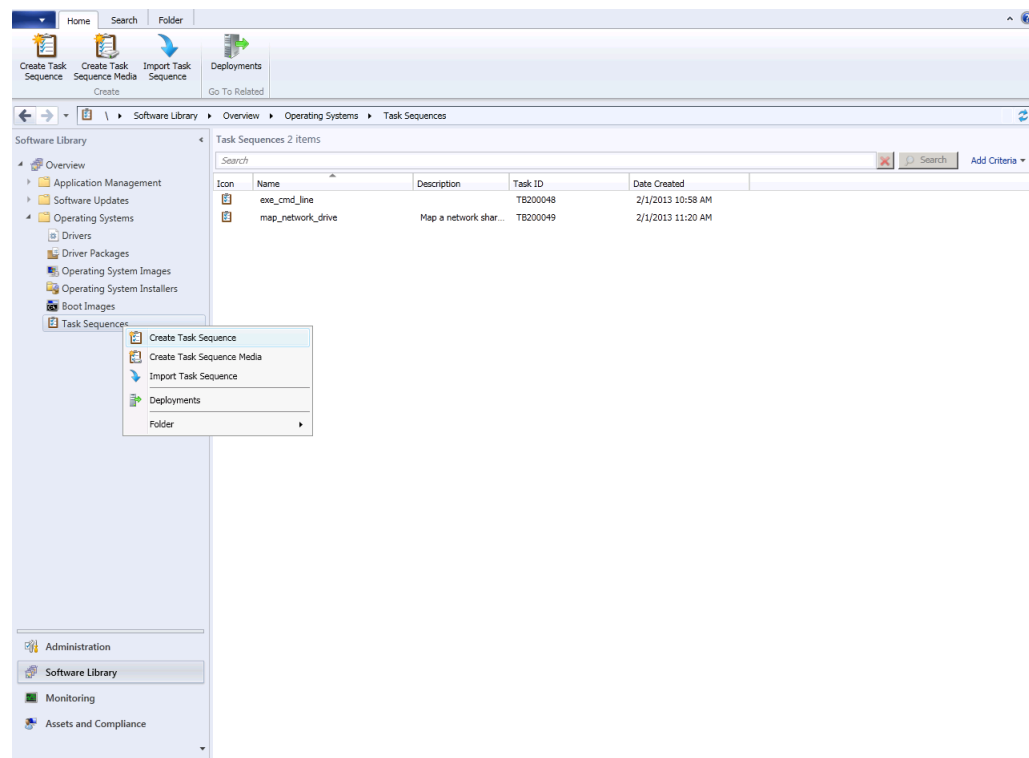 Home Search Folder
Create Task Sequence
Create Task Sequence Media
Import Task Sequence
Deployments
Create
Go To Related
\ Software Library Overview Operating Systems Task Sequences
Software Library
Overview
Application Management
Software Updates
Operating Systems
Drivers
Driver Packages
Operating System Images
Operating System Installers
Boot Images
Task Sequences
Create Task Sequence
Create Task Sequence Media
Import Task Sequence
Deployments
Folder
Administration
Software Library
Monitoring
Assets and Compliance
Task Sequences 2 items
Search
Search
Add Criteria
Icon Name Description Task ID Date Created
exe_cmd_line TB200048 2/1/2013 10:58 AM
map_network_drive Map a network shar... TB200049 2/1/2013 11:20 AM